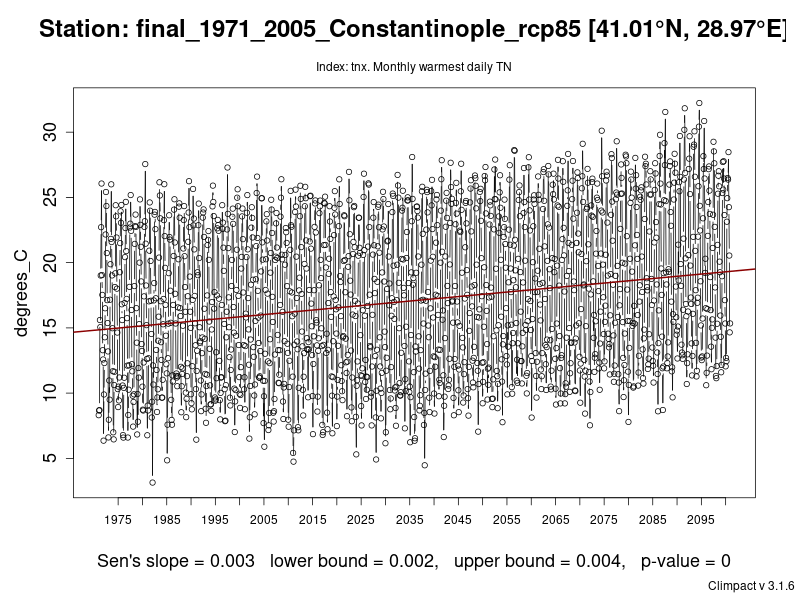 Station: final_1971_2005_Constantinople_rcp85 [41.01°N, 28.97°E]
Index: tnx. Monthly warmest daily TN
degrees_C
30
25
20
15
10
5
1975 1985 1995 2005 2015 2025 2035 2045 2055 2065 2075 2085 2095
Sen's slope = 0.003 lower bound = 0.002, upper bound = 0.004, p-value = 0
Climpact v 3.1.6